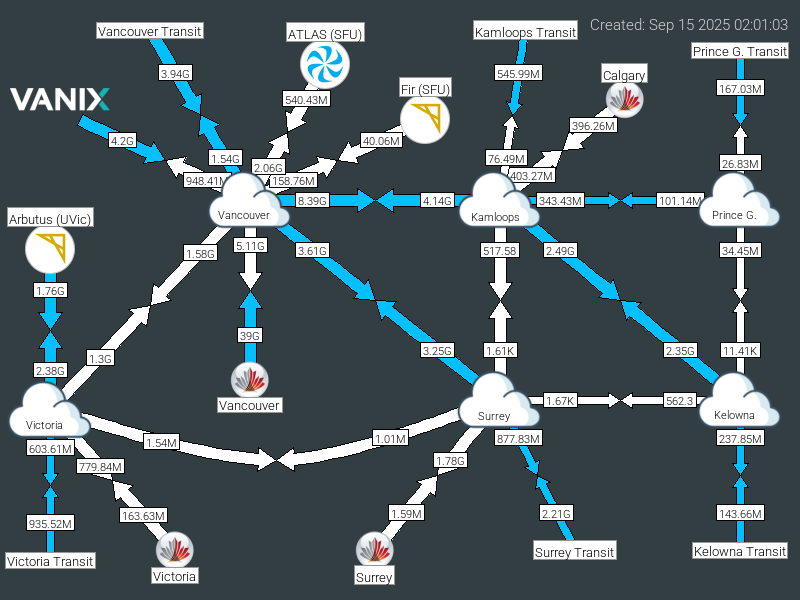 Created: Sep 15 2025 02:01:03
Vancouver Transit
ATLAS (SFU)
Kamloops Transit
Prince G. Transit
3.94G
545.99M
Calgary
167.03M
Fir (SFU)
VANIX
540.43M
396.26M
4.2G
40.06M
1.54G
76.49M
26.83M
2.06G
948.41M
158.76M
403.27M
8.39G
4.14G
343.43M
101.14M
Vancouver
Kamloops
Prince G.
Arbutus (UVic)
1.58G
5.11G
3.61G
517.58
2.49G
34.45M
1.76G
39G
1.3G
3.25G
1.61K
2.35G
11.41K
2.38G
Vancouver
1.67K
562.3
Victoria
Surrey
Kelowna
603.61M
1.54M
1.01M
877.83M
237.85M
779.84M
1.78G
935.52M
163.63M
1.59M
2.21G
143.66M
Victoria Transit
Victoria
Surrey
Surrey Transit
Kelowna Transit